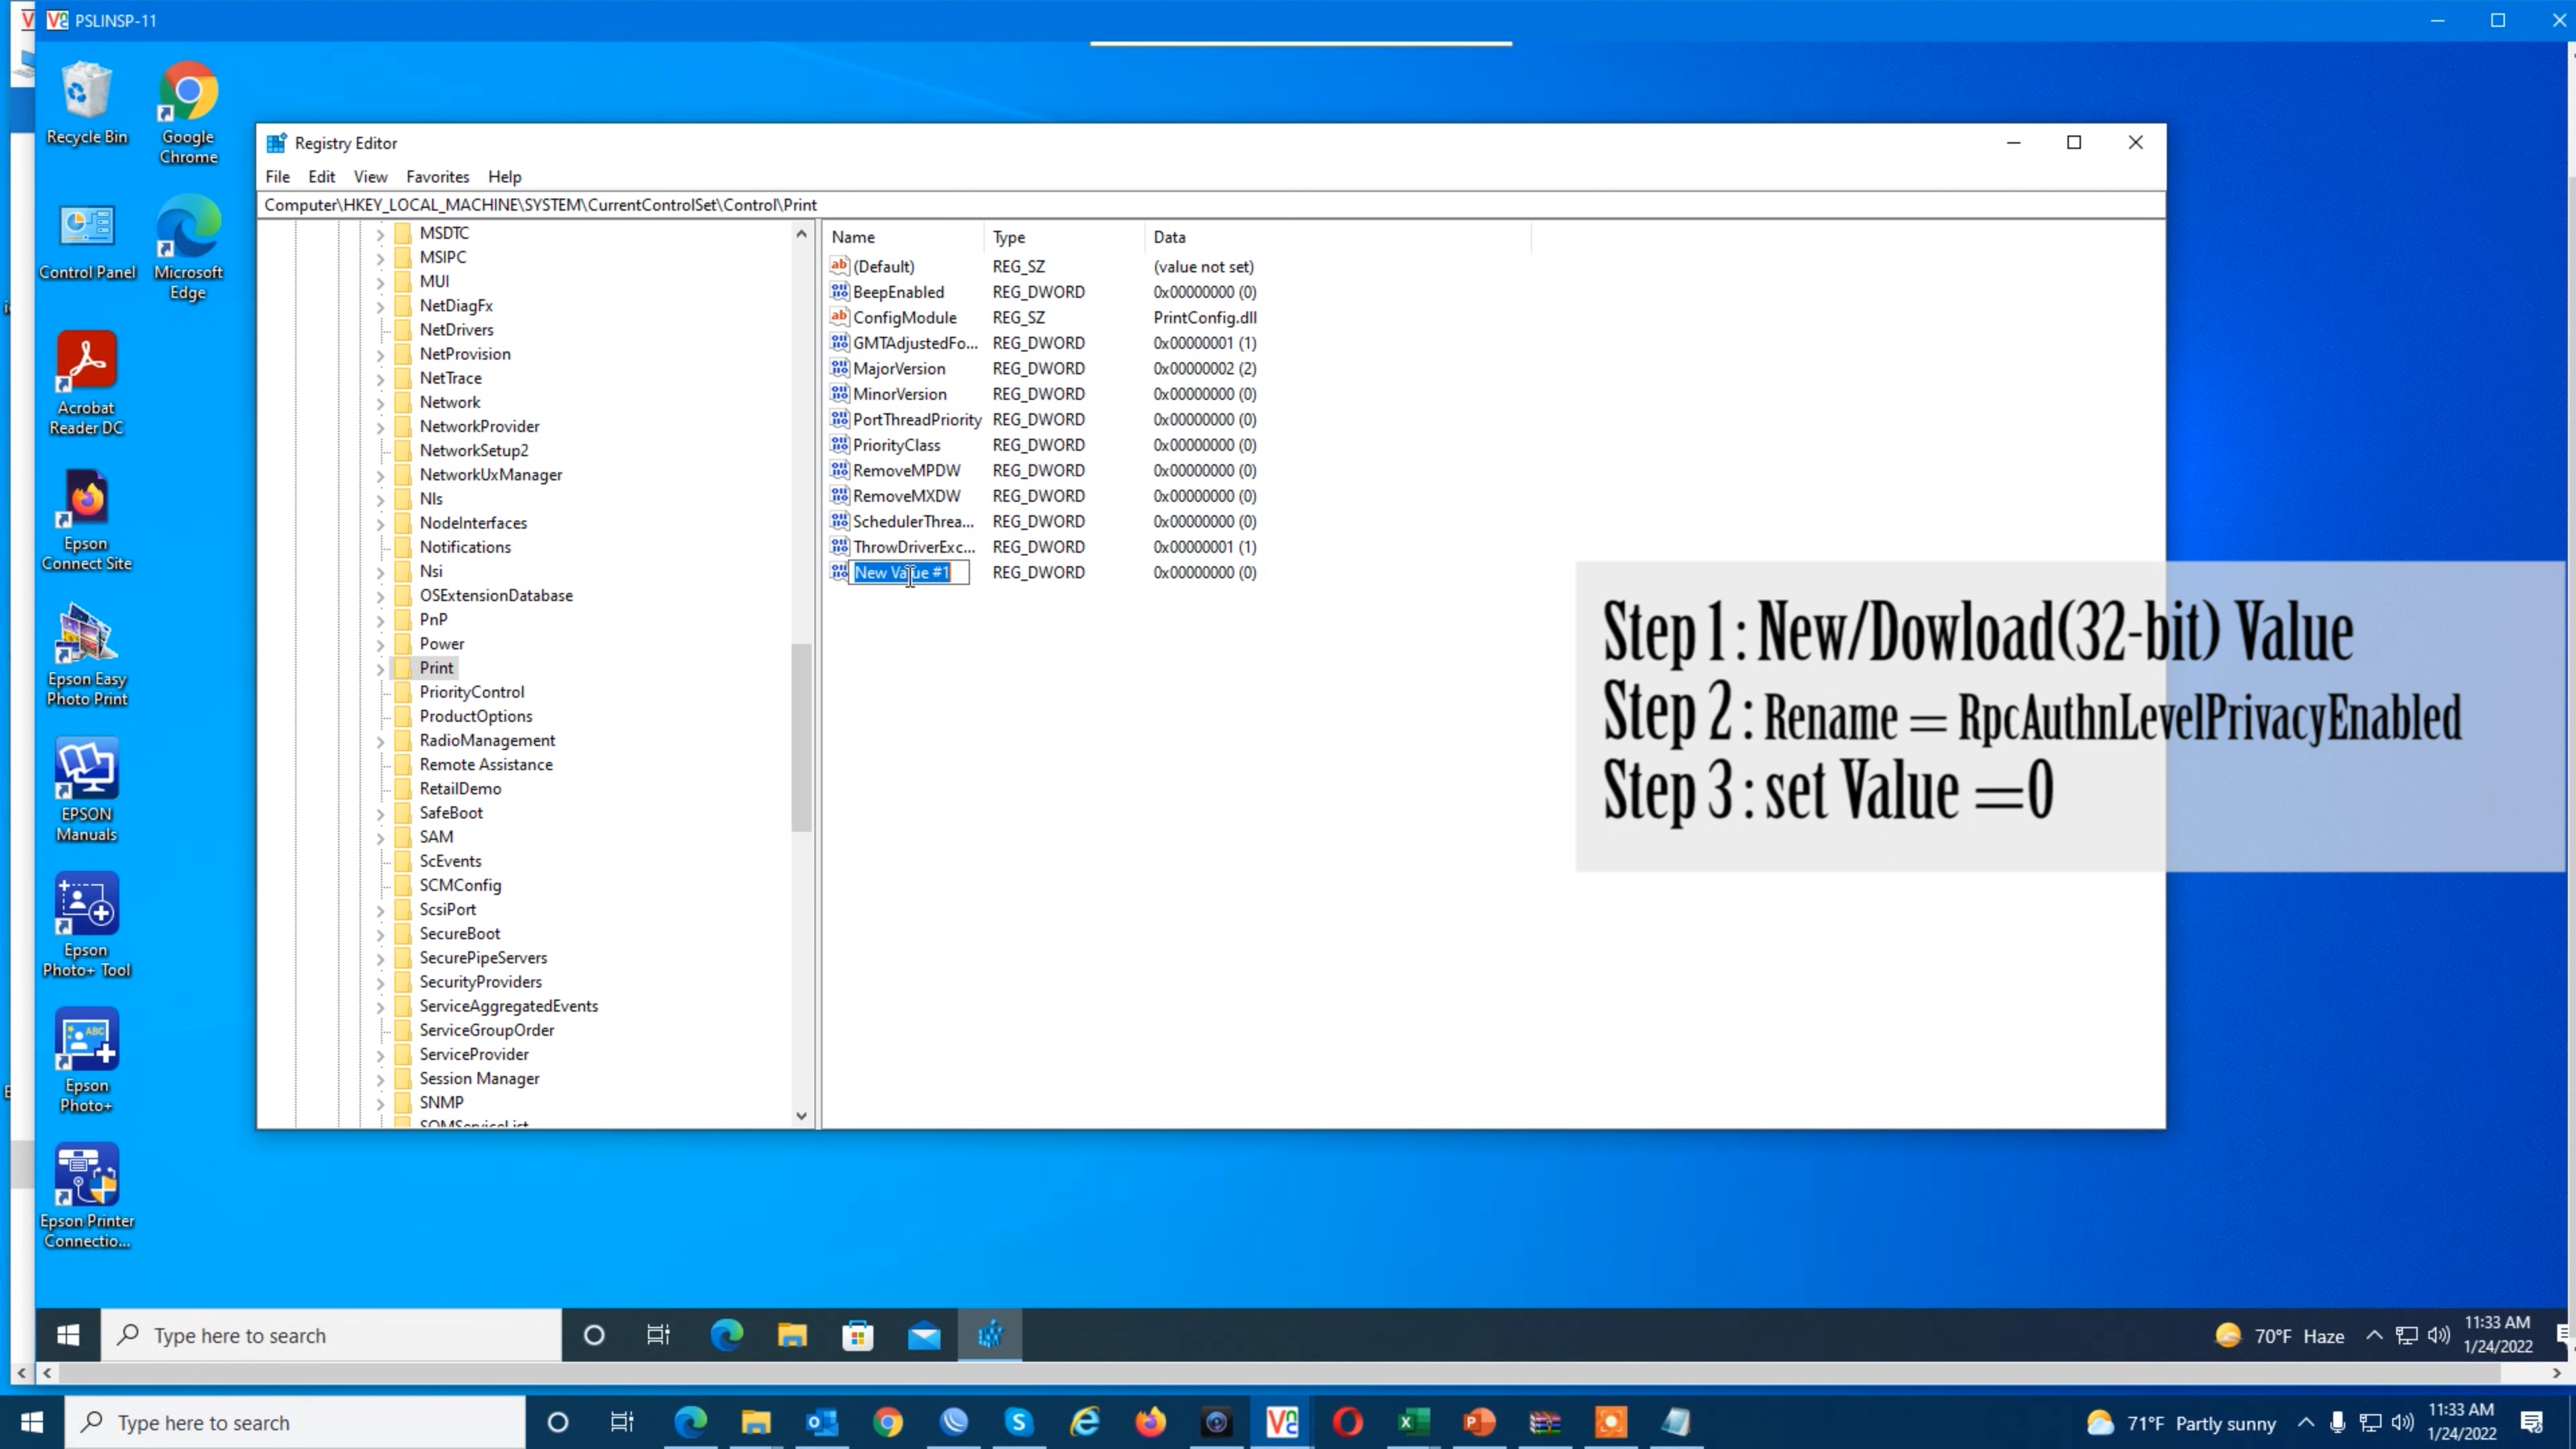 PSLINSP-11
Recycle Bin
Google
Chrome
Control Panel
Microsoft
Edge
Acrobat
Reader DC
Epson
Connect Site
Epson Easy
Photo Print
EPSON
Manuals
Epson
Photo+ Tool
Epson
Photo+
Epson Printer
Connectio...
Registry Editor
File Edit View Favorites Help
Computer\HKEY_LOCAL_MACHINE\SYSTEM\CurrentControlSet\Control\Print
MSDTC
MSIPC
MUI
NetDiagFx
NetDrivers
NetProvision
NetTrace
Network
NetworkProvider
NetworkSetup2
NetworkUxManager
Nls
NodeInterfaces
Notifications
Nsi
OSExtensionDatabase
PnP
Power
Print
PriorityControl
ProductOptions
RadioManagement
Remote Assistance
RetailDemo
SafeBoot
SAM
ScEvents
SCMConfig
ScsiPort
SecureBoot
SecurePipeServers
SecurityProviders
ServiceAggregatedEvents
ServiceGroupOrder
ServiceProvider
Session Manager
SNMP
SQMServiceList
Name Type Data
(Default) REG_SZ (value not set)
BeepEnabled REG_DWORD 0x00000000 (0)
ConfigModule REG_SZ PrintConfig.dll
GMTAdjustedFo... REG_DWORD 0x00000001 (1)
MajorVersion REG_DWORD 0x00000002 (2)
MinorVersion REG_DWORD 0x00000000 (0)
PortThreadPriority REG_DWORD 0x00000000 (0)
PriorityClass REG_DWORD 0x00000000 (0)
RemoveMPDW REG_DWORD 0x00000000 (0)
RemoveMXDW REG_DWORD 0x00000000 (0)
SchedulerThrea... REG_DWORD 0x00000000 (0)
ThrowDriverExc... REG_DWORD 0x00000001 (1)
New Value #1 REG_DWORD 0x00000000 (0)
Step 1 : New/Dowload(32-bit) Value
Step 2 : Rename = RpcAuthnLevelPrivacyEnabled
Step 3 : set Value =0
Type here to search
70°F Haze
11:33 AM
1/24/2022
Type here to search
71°F Partly sunny
11:33 AM
1/24/2022